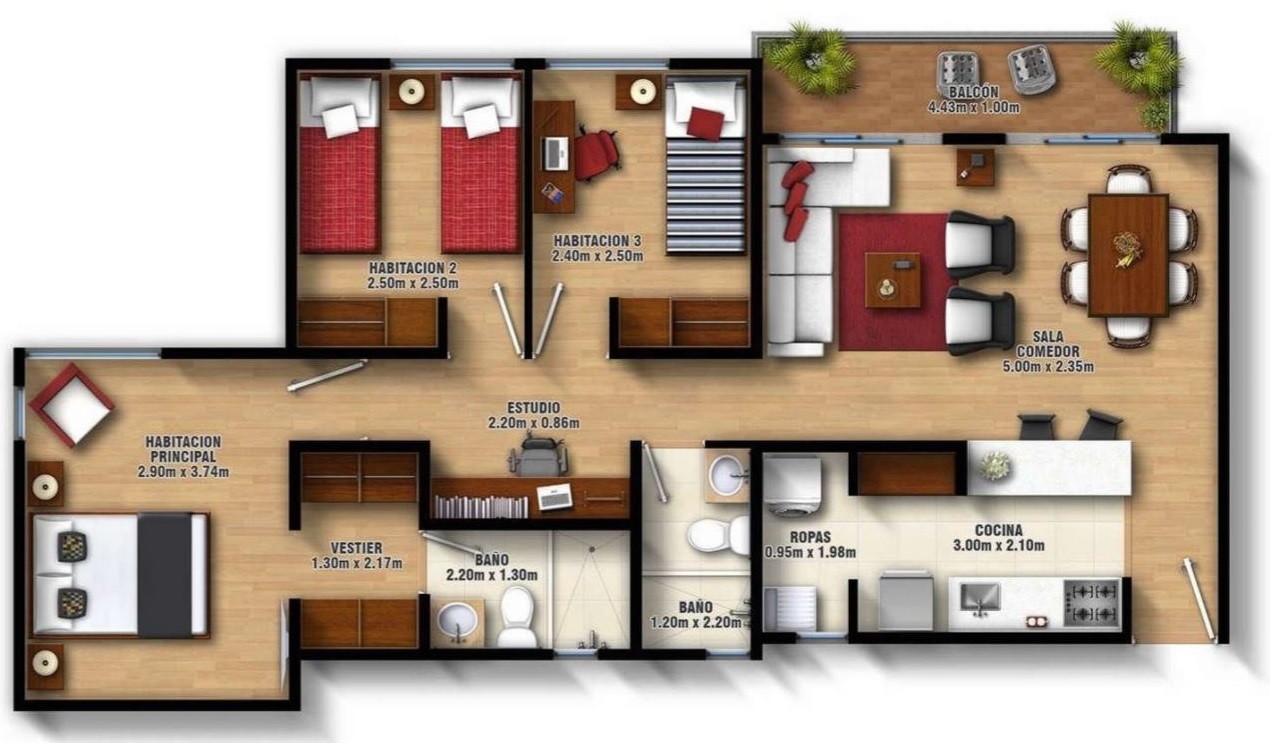 BALCÓN
4.43m x 1.00m
HABITACION 3
2.40m x 2.50m
HABITACION 2
2.50m x 2.50m
SALA
COMEDOR
5.00m x 2.35m
ESTUDIO
2.20m x 0.86m
HABITACION
PRINCIPAL
2.90m x 3.74m
VESTIER
1.30m x 2.17m
BAÑO
2.20m x 1.30m
BAÑO
1.20m x 2.20m
ROPAS
0.95m x 1.98m
COCINA
3.00m x 2.10m